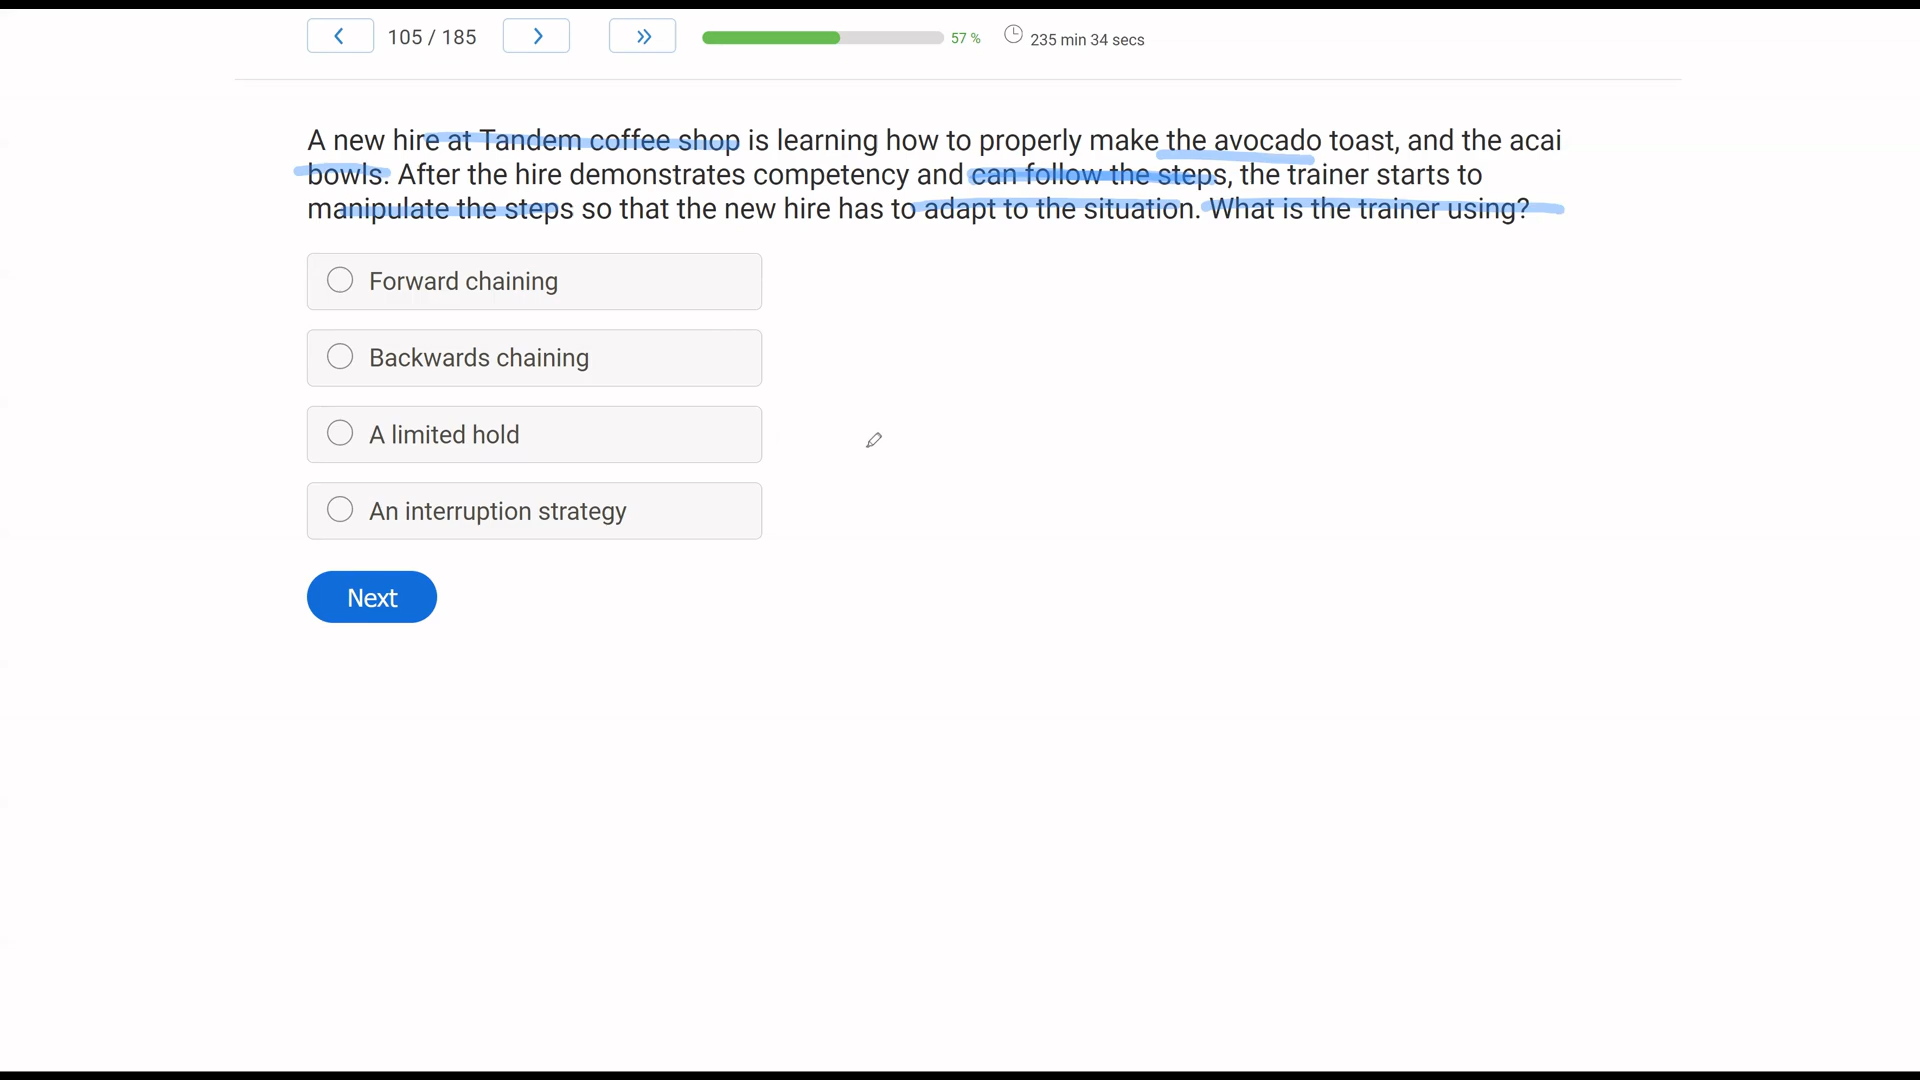 105 / 185
57 %
235 min 34 secs
A new hire at Tandem coffee shop is learning how to properly make the avocado toast, and the acai
bowls. After the hire demonstrates competency and can follow the steps, the trainer starts to
manipulate the steps so that the new hire has to adapt to the situation. What is the trainer using?
Forward chaining
Backwards chaining
A limited hold
An interruption strategy
Next